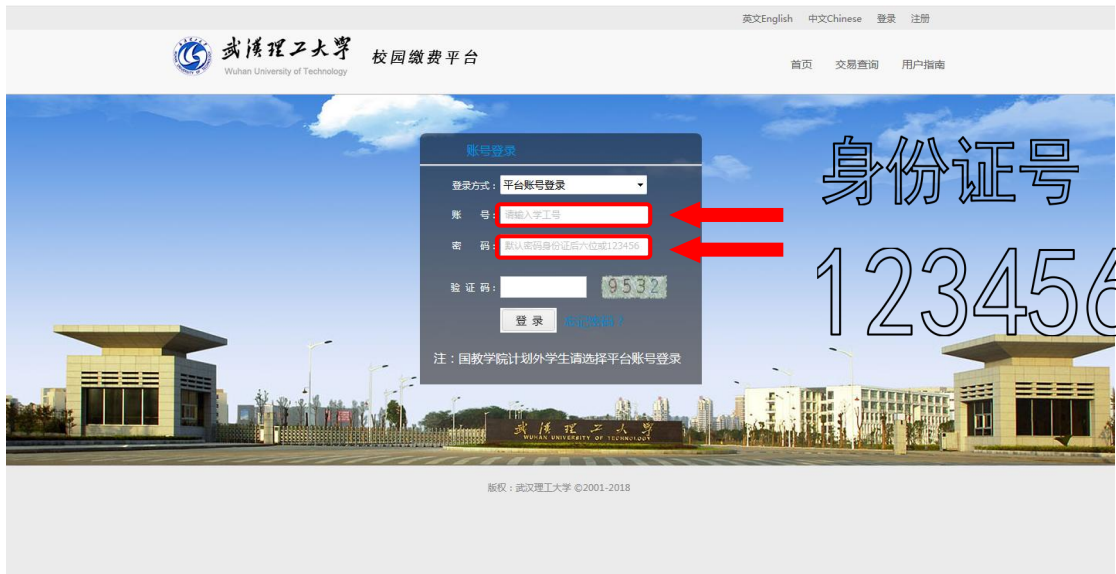 英文English 中文Chinese 登录 注册
武汉理工大学 校园缴费平台
Wuhan University of Technology
首页 交易查询 用户指南
账号登录
登录方式：平台账号登录
账 号：请输入学工号
密 码：默认密码身份证后六位或123456
验 证 码：9532
登 录 忘记密码？
注：国教学院计划外学生请选择平台账号登录
身份证号
123456
武汉理工大学
WUHAN UNIVERSITY OF TECHNOLOGY
版权：武汉理工大学 ©2001-2018